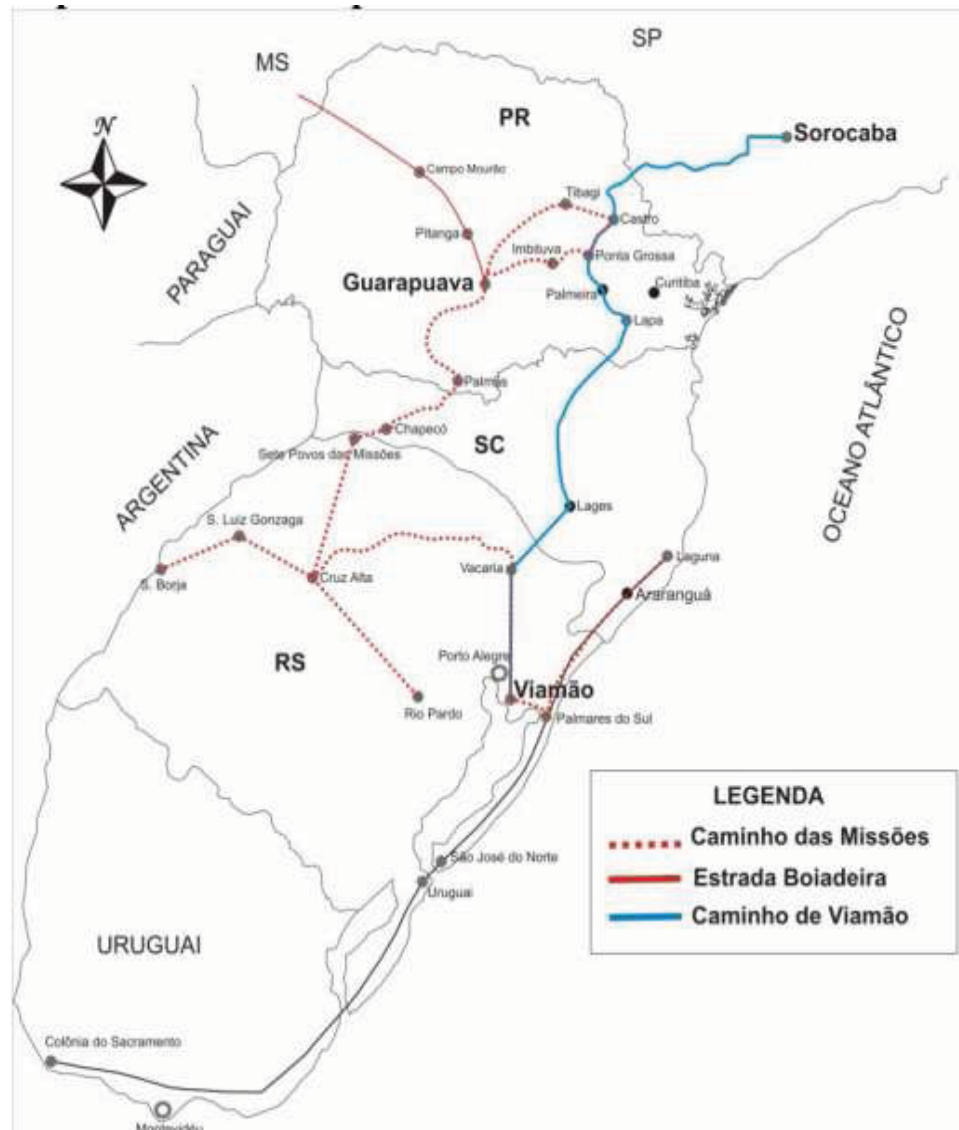 SP
MS
PR
N
Sorocaba
Campo Mourão
Tibagi
Castro
Pitanga
Imbituva
Ponta Grossa
PARAGUAI
Guarapuava
Palmeira
Curitiba
Lapa
OCEANO ATLÂNTICO
Palmas
Chapecó
SC
Sete Povos das Missões
ARGENTINA
Lages
S. Luiz Gonzaga
Laguna
Vacaria
S. Borja
Cruz Alta
Araranguá
RS
Porto Alegre
Viamão
Rio Pardo
Palmares do Sul
LEGENDA
Caminho das Missões
Estrada Boiadeira
Caminho de Viamão
São José do Norte
Uruguai
URUGUAI
Colônia do Sacramento
Montevidéu